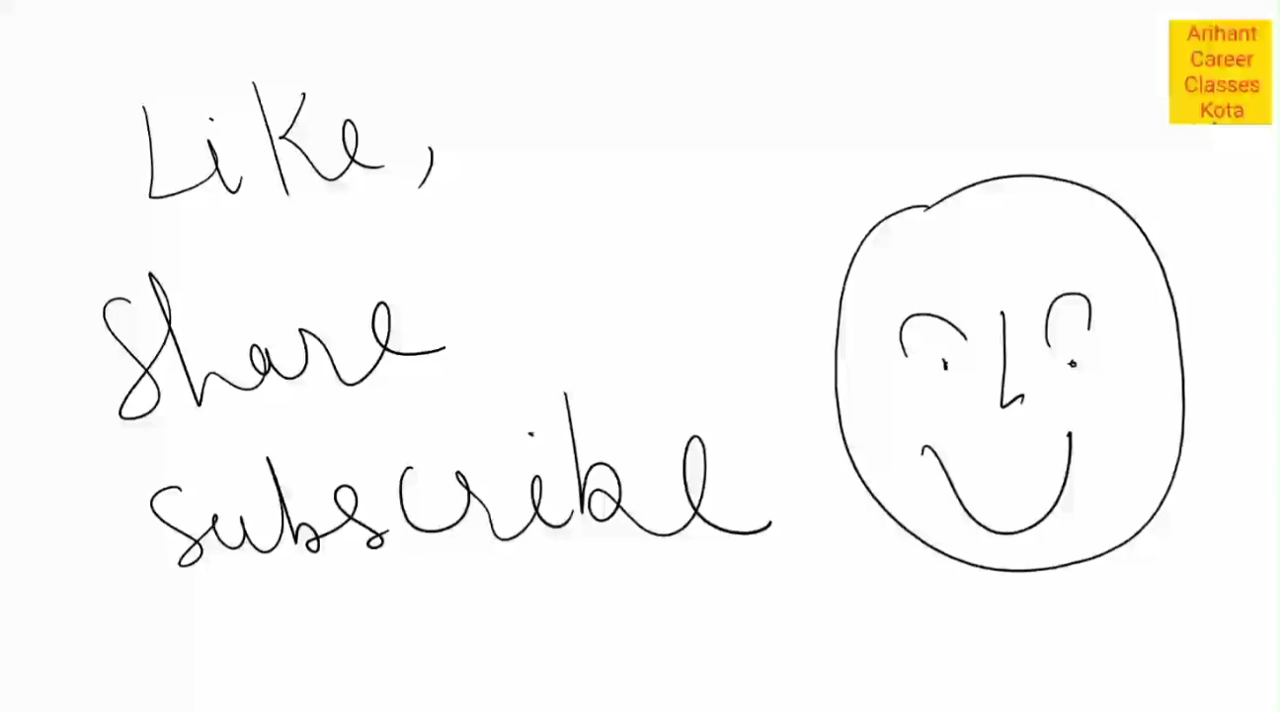 Like,
Share
subscribe
Arihant
Career
Classes
Kota